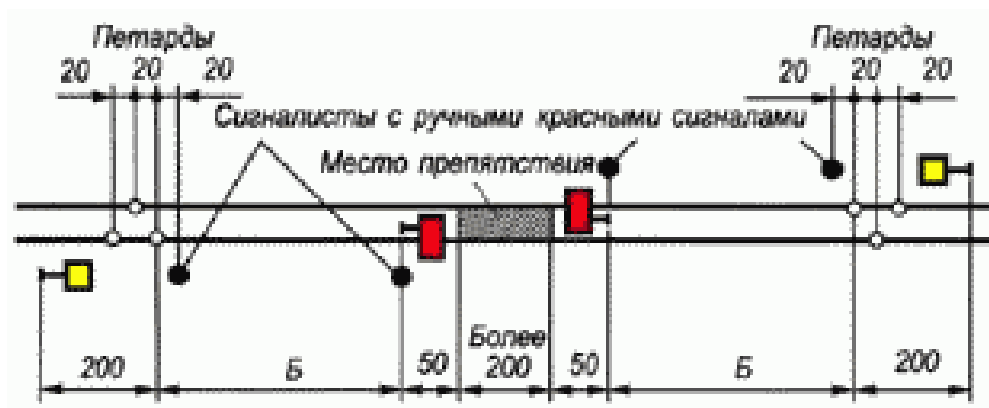 Петарды Петарды
20 20 20 20 20 20
Сигналисты с ручными красными сигналами
Место препятствия
Более
200 Б 50 200 50 Б 200